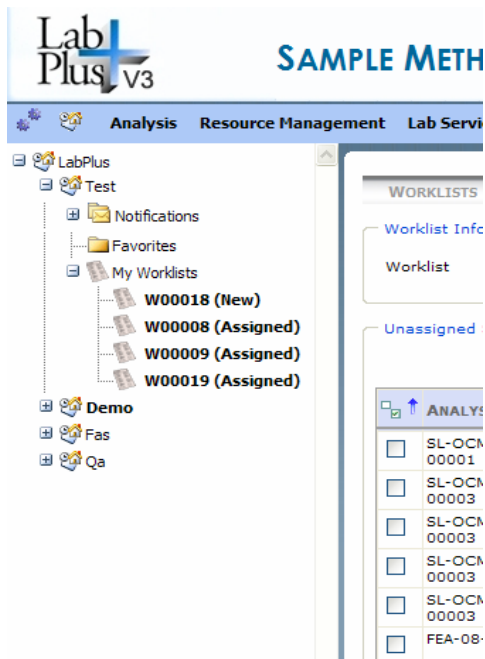 Lab
Plus V3
SAMPLE METH
Analysis Resource Management Lab Servi
LabPlus
Test
Notifications
Favorites
My Worklists
W00018 (New)
W00008 (Assigned)
W00009 (Assigned)
W00019 (Assigned)
Demo
Fas
Qa
WORKLISTS
Worklist Info
Worklist
Unassigned
ANALYS
SL-OCM
00001
SL-OCM
00003
SL-OCM
00003
SL-OCM
00003
SL-OCM
00003
FEA-08-